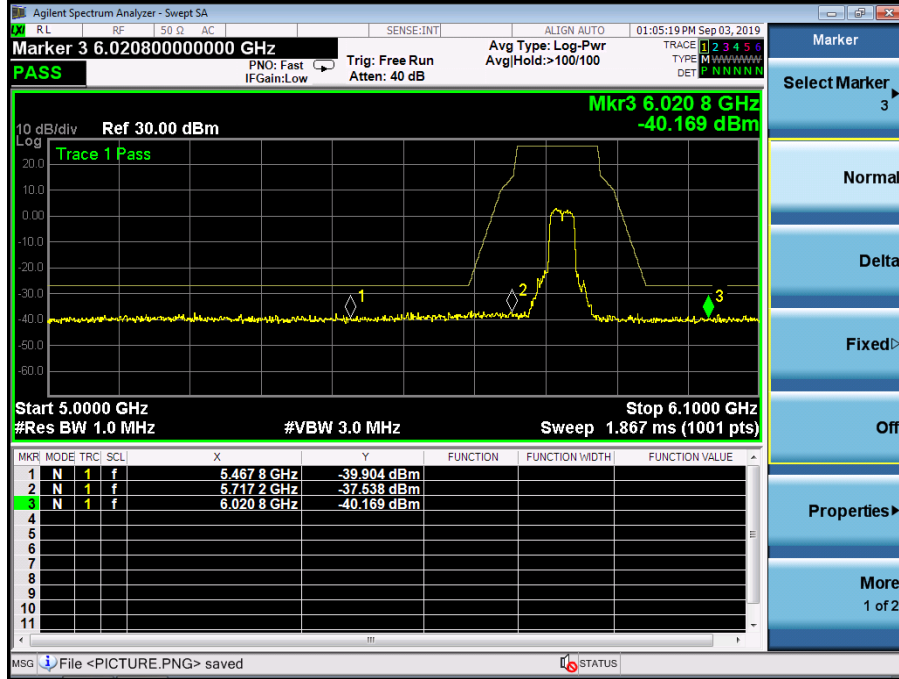 Agilent Spectrum Analyzer - Swept SA
LXI RL RF 50 Ω AC SENSE:INT ALIGN AUTO 01:05:19 PM Sep 03, 2019
Marker 3 6.020800000000 GHz
PASS
PNO: Fast
IFGain:Low
Trig: Free Run
Atten: 40 dB
Avg Type: Log-Pwr
Avg|Hold:>100/100
TRACE 1 2 3 4 5 6
TYPE M WWWWW
DET P N N N N N
Mkr3 6.020 8 GHz
-40.169 dBm
10 dB/div Ref 30.00 dBm
Log
Trace 1 Pass
20.0
10.0
0.00
-10.0
-20.0
-30.0
-40.0
-50.0
-60.0
1
2
3
Start 5.0000 GHz Stop 6.1000 GHz
#Res BW 1.0 MHz #VBW 3.0 MHz Sweep 1.867 ms (1001 pts)
MKR MODE TRC SCL X Y FUNCTION FUNCTION WIDTH FUNCTION VALUE
1 N 1 f 5.467 8 GHz -39.904 dBm
2 N 1 f 5.717 2 GHz -37.538 dBm
3 N 1 f 6.020 8 GHz -40.169 dBm
4
5
6
7
8
9
10
11
MSG File <PICTURE.PNG> saved STATUS
Marker
Select Marker
3
Normal
Delta
Fixed
Off
Properties
More
1 of 2